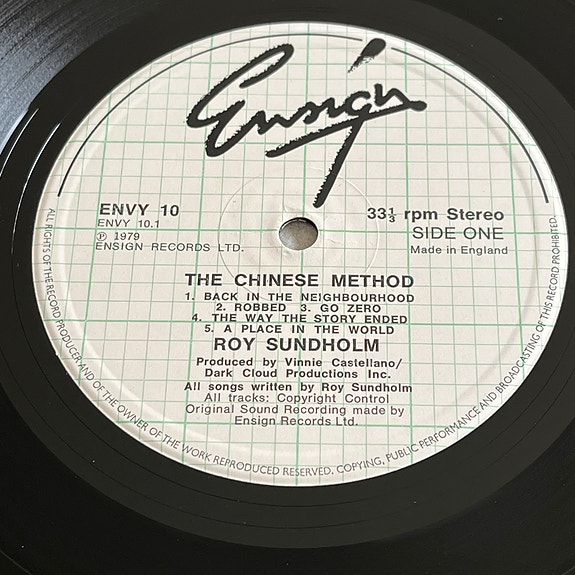 Ensign
ENVY 10
ENVY 10.1
Ⓟ 1979
ENSIGN RECORDS LTD.
33⅓ rpm Stereo
SIDE ONE
Made in England
THE CHINESE METHOD
1. BACK IN THE NEIGHBOURHOOD
2. ROBBED 3. GO ZERO
4. THE WAY THE STORY ENDED
5. A PLACE IN THE WORLD
ROY SUNDHOLM
Produced by Vinnie Castellano/
Dark Cloud Productions Inc.
All songs written by Roy Sundholm
All tracks: Copyright Control
Original Sound Recording made by
Ensign Records Ltd.
ALL RIGHTS OF THE RECORD PRODUCER AND OF THE OWNER OF THE WORK REPRODUCED RESERVED. COPYING, PUBLIC PERFORMANCE AND BROADCASTING OF THIS RECORD PROHIBITED.